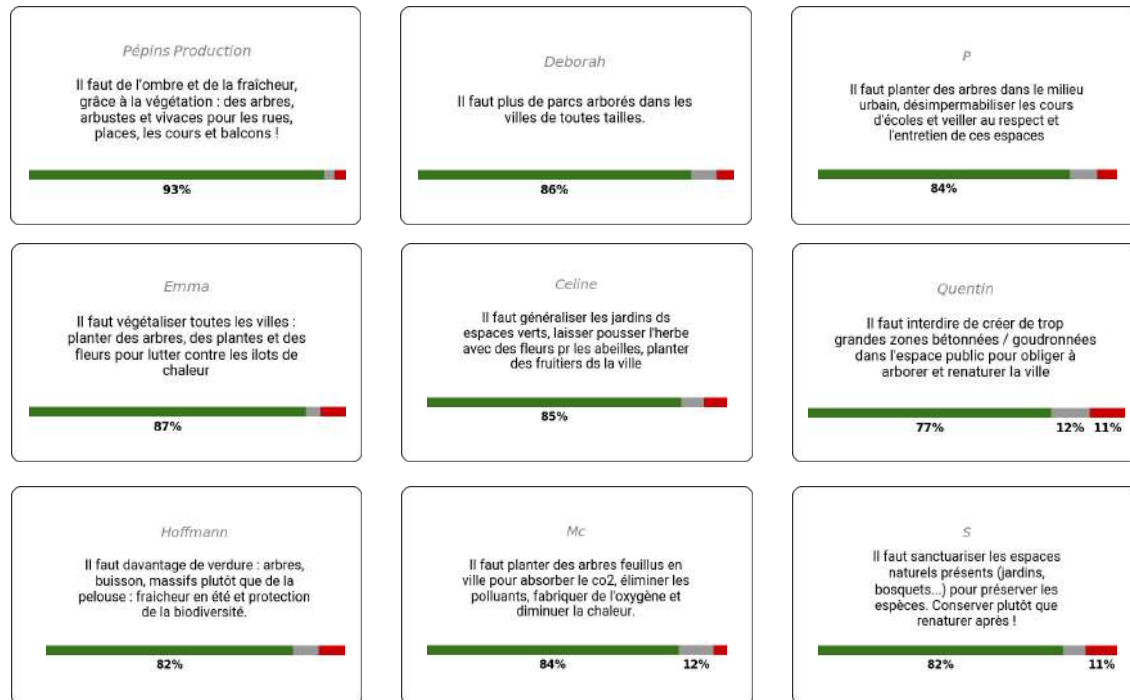 Pépins Production
Il faut de l'ombre et de la fraîcheur,
grâce à la végétation : des arbres,
arbustes et vivaces pour les rues,
places, les cours et balcons !
93%
Deborah
Il faut plus de parcs arborés dans les
villes de toutes tailles.
86%
P
Il faut planter des arbres dans le milieu
urbain, désimpermabiliser les cours
d'écoles et veiller au respect et
l'entretien de ces espaces
84%
Emma
Il faut végétaliser toutes les villes :
planter des arbres, des plantes et des
fleurs pour lutter contre les ilots de
chaleur
87%
Celine
Il faut généraliser les jardins ds
espaces verts, laisser pousser l'herbe
avec des fleurs pr les abeilles, planter
des fruitiers ds la ville
85%
Quentin
Il faut interdire de créer de trop
grandes zones bétonnées / goudronnées
dans l'espace public pour obliger à
arborer et renaturer la ville
77% 12% 11%
Hoffmann
Il faut davantage de verdure : arbres,
buisson, massifs plutôt que de la
pelouse : fraicheur en été et protection
de la biodiversité.
82%
Mc
Il faut planter des arbres feuillus en
ville pour absorber le co2, éliminer les
polluants, fabriquer de l'oxygène et
diminuer la chaleur.
84% 12%
S
Il faut sanctuariser les espaces
naturels présents (jardins,
bosquets...) pour préserver les
espèces. Conserver plutôt que
renaturer après !
82% 11%